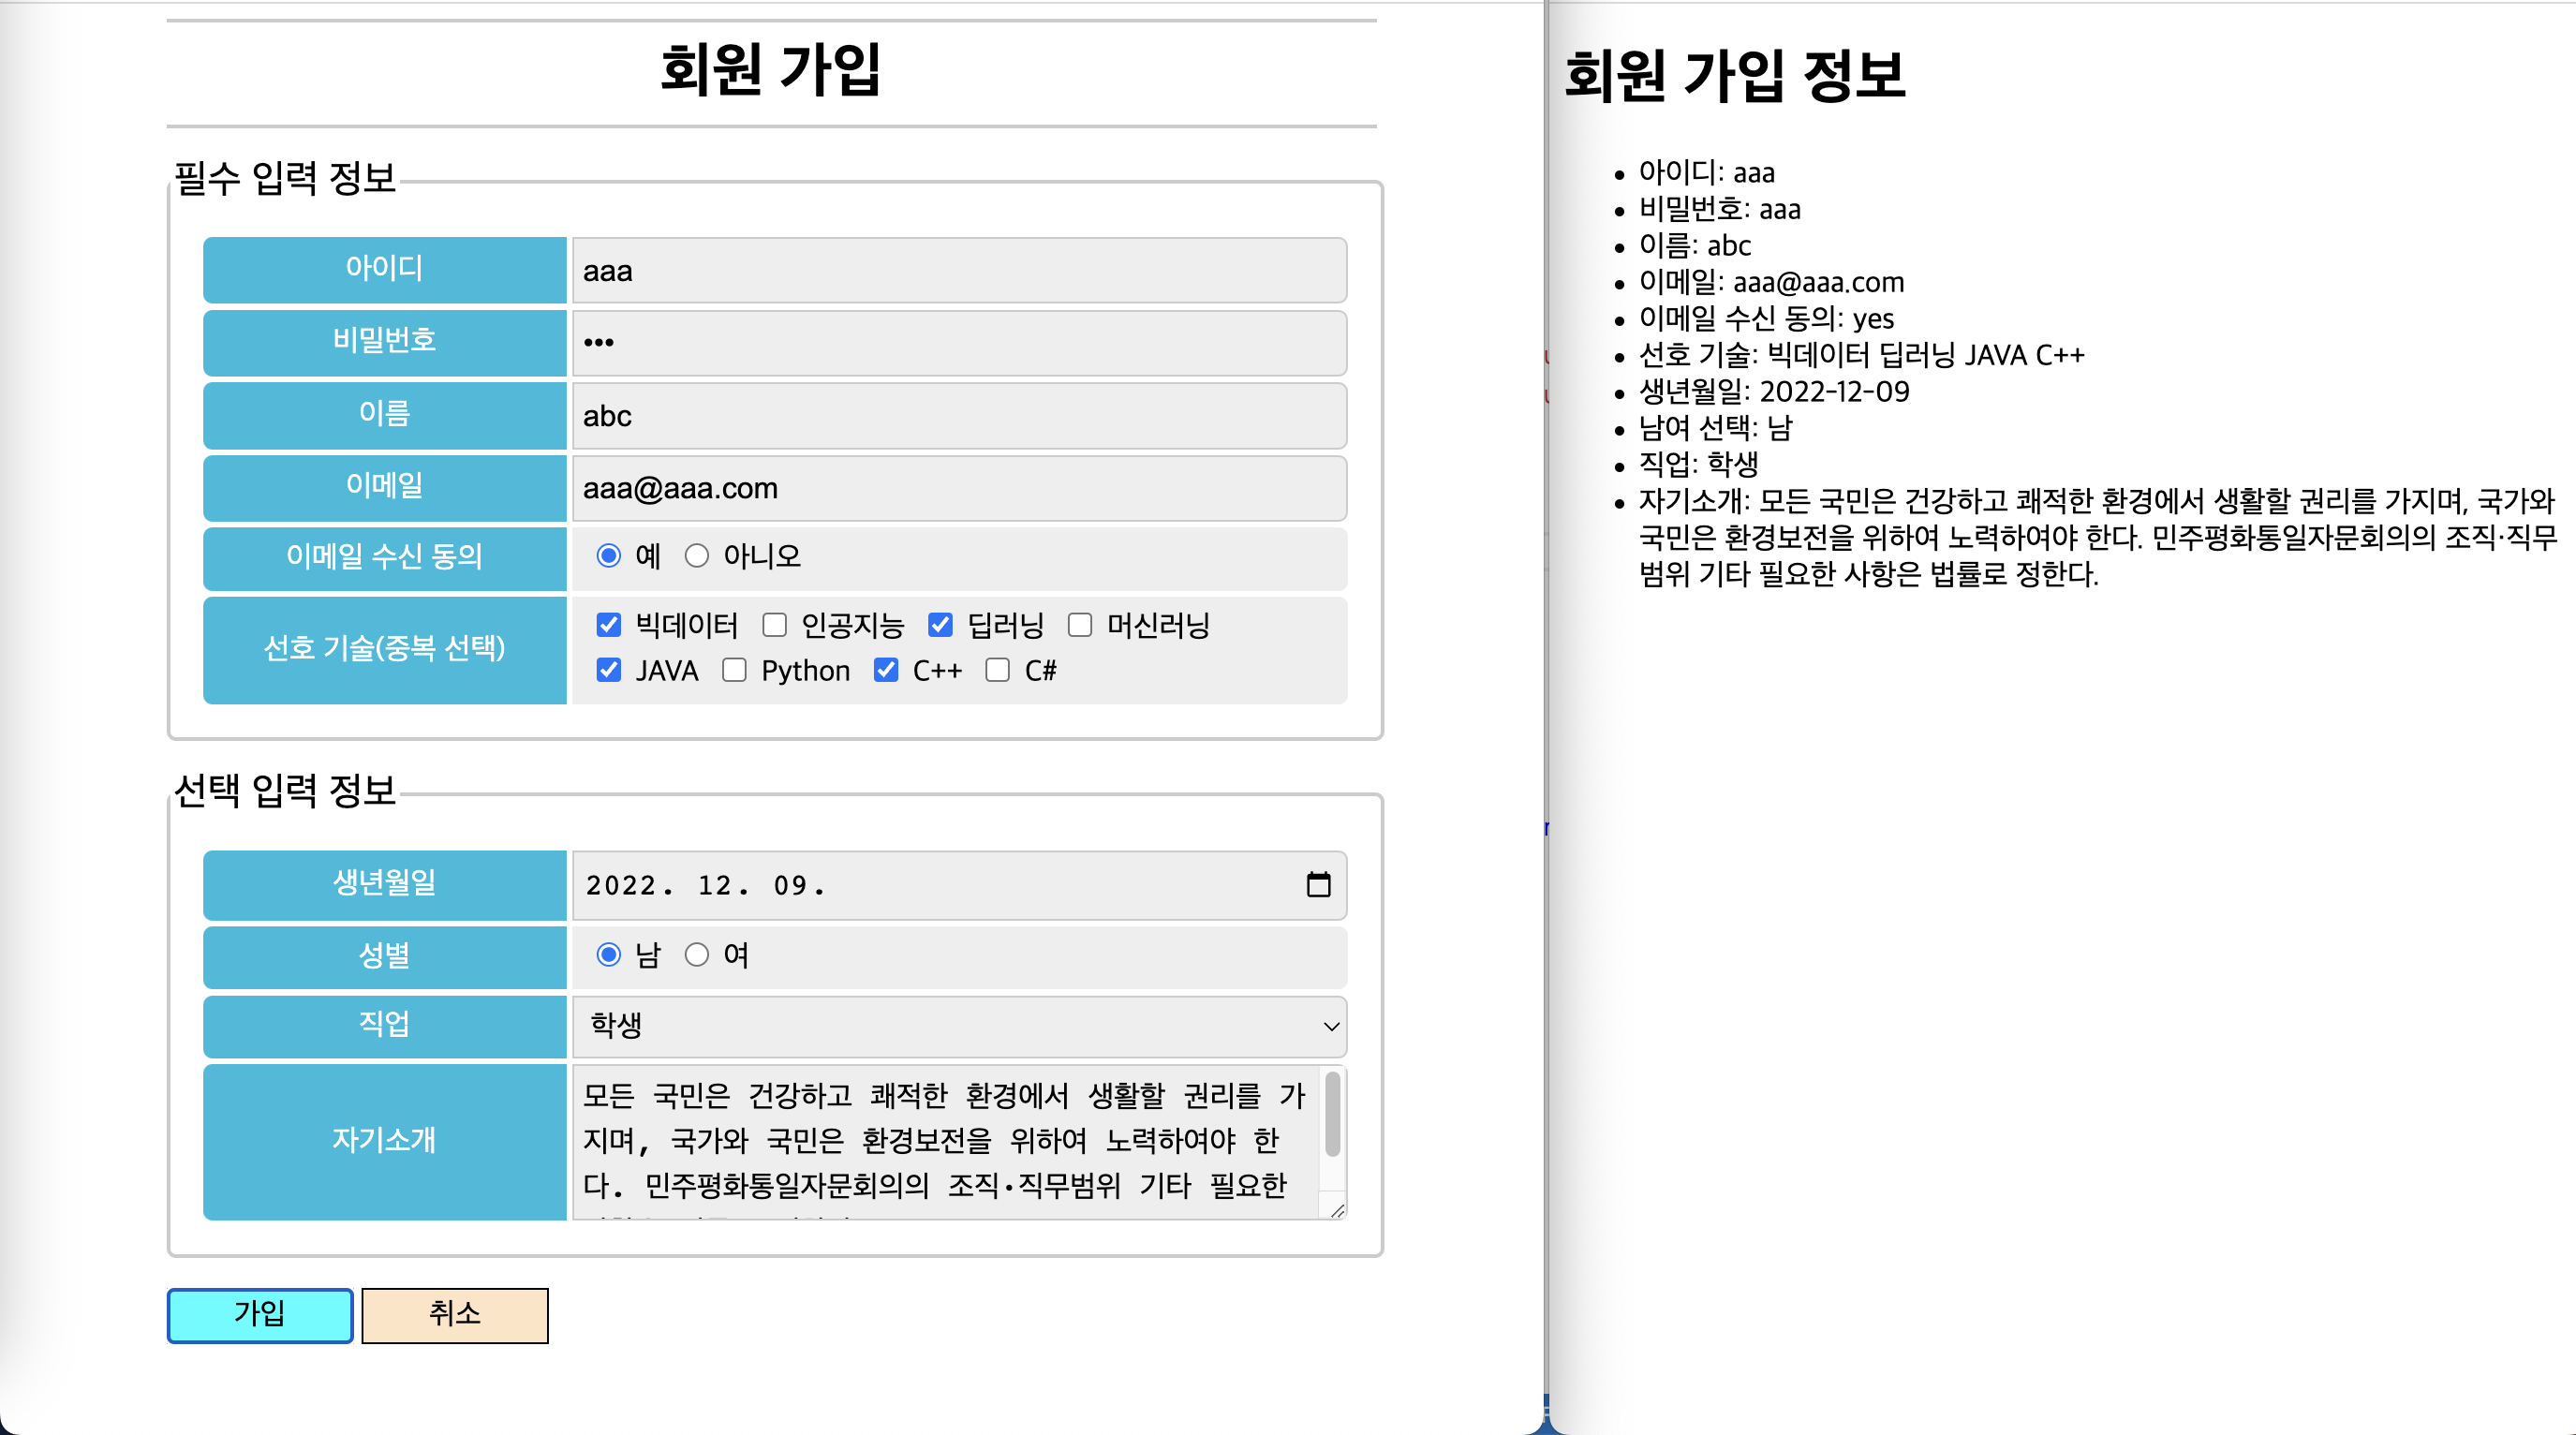 회원 가입
필수 입력 정보
아이디
aaa
비밀번호
•••
이름
abc
이메일
aaa@aaa.com
이메일 수신 동의
예 아니오
선호 기술(중복 선택)
빅데이터 인공지능 딥러닝 머신러닝
JAVA Python C++ C#
선택 입력 정보
생년월일
2022. 12. 09.
성별
남 여
직업
학생
자기소개
모든 국민은 건강하고 쾌적한 환경에서 생활할 권리를 가
지며, 국가와 국민은 환경보전을 위하여 노력하여야 한
다. 민주평화통일자문회의의 조직·직무범위 기타 필요한
가입
취소
회원 가입 정보
• 아이디: aaa
• 비밀번호: aaa
• 이름: abc
• 이메일: aaa@aaa.com
• 이메일 수신 동의: yes
• 선호 기술: 빅데이터 딥러닝 JAVA C++
• 생년월일: 2022-12-09
• 남여 선택: 남
• 직업: 학생
• 자기소개: 모든 국민은 건강하고 쾌적한 환경에서 생활할 권리를 가지며, 국가와
국민은 환경보전을 위하여 노력하여야 한다. 민주평화통일자문회의의 조직·직무
범위 기타 필요한 사항은 법률로 정한다.